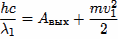 hc/λ₁ = Aвых + mv₁²/2